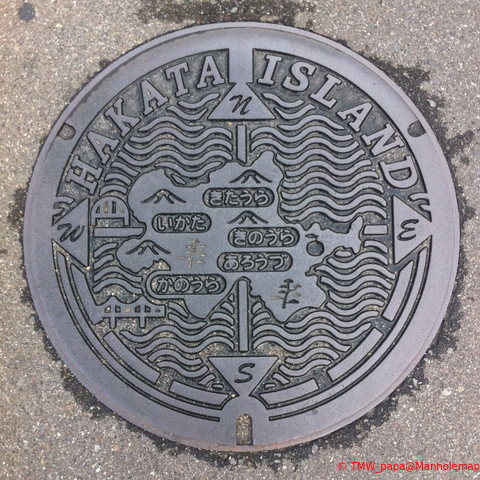 HAKATA ISLAND
N
きたうら
いかた
きのうら
W
E
あろうづ
かのうら
S
© TMW_papa@Manholemap